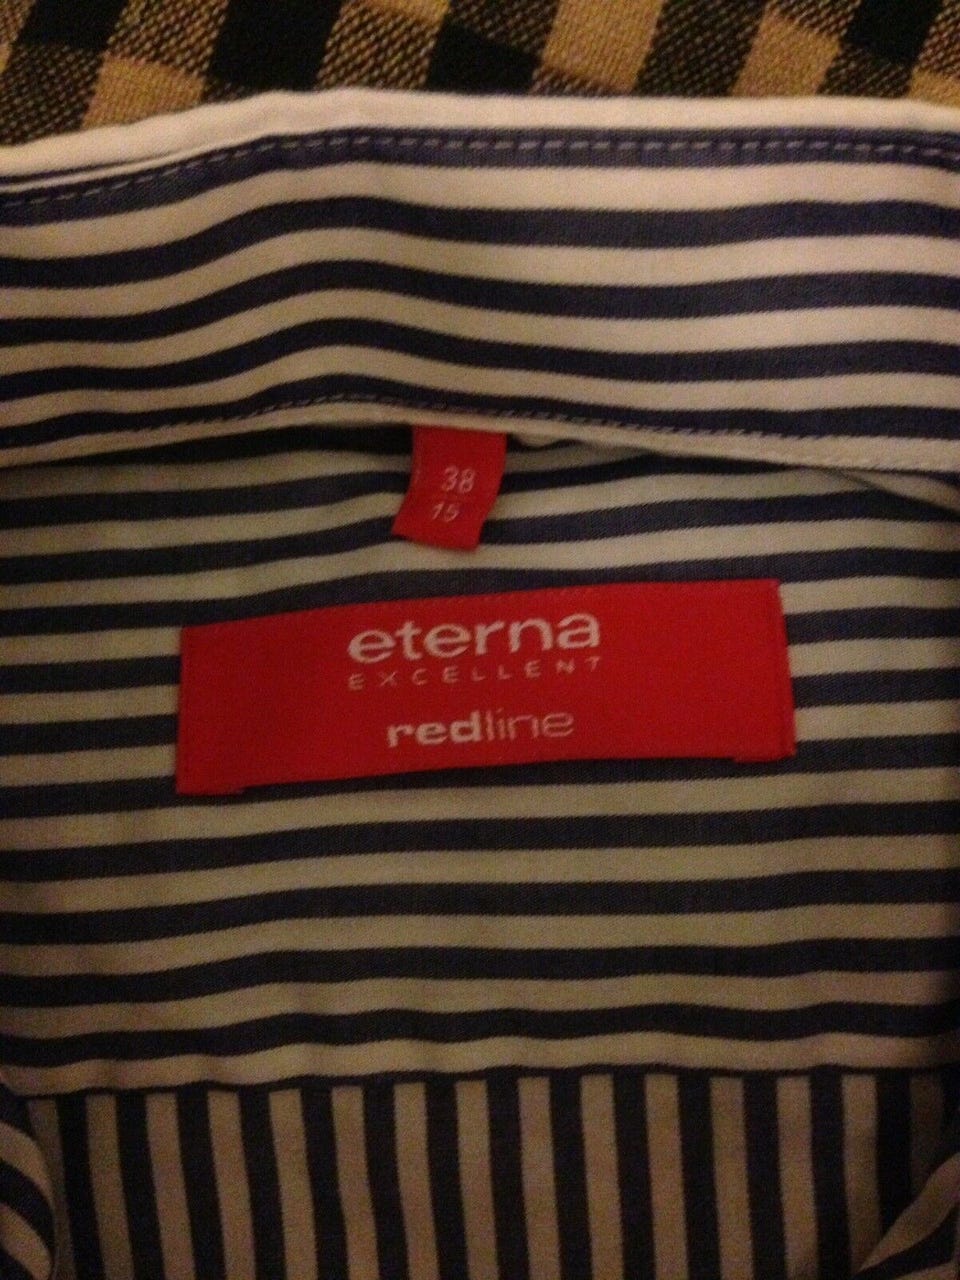 38
15
eterna
EXCELLENT
redline